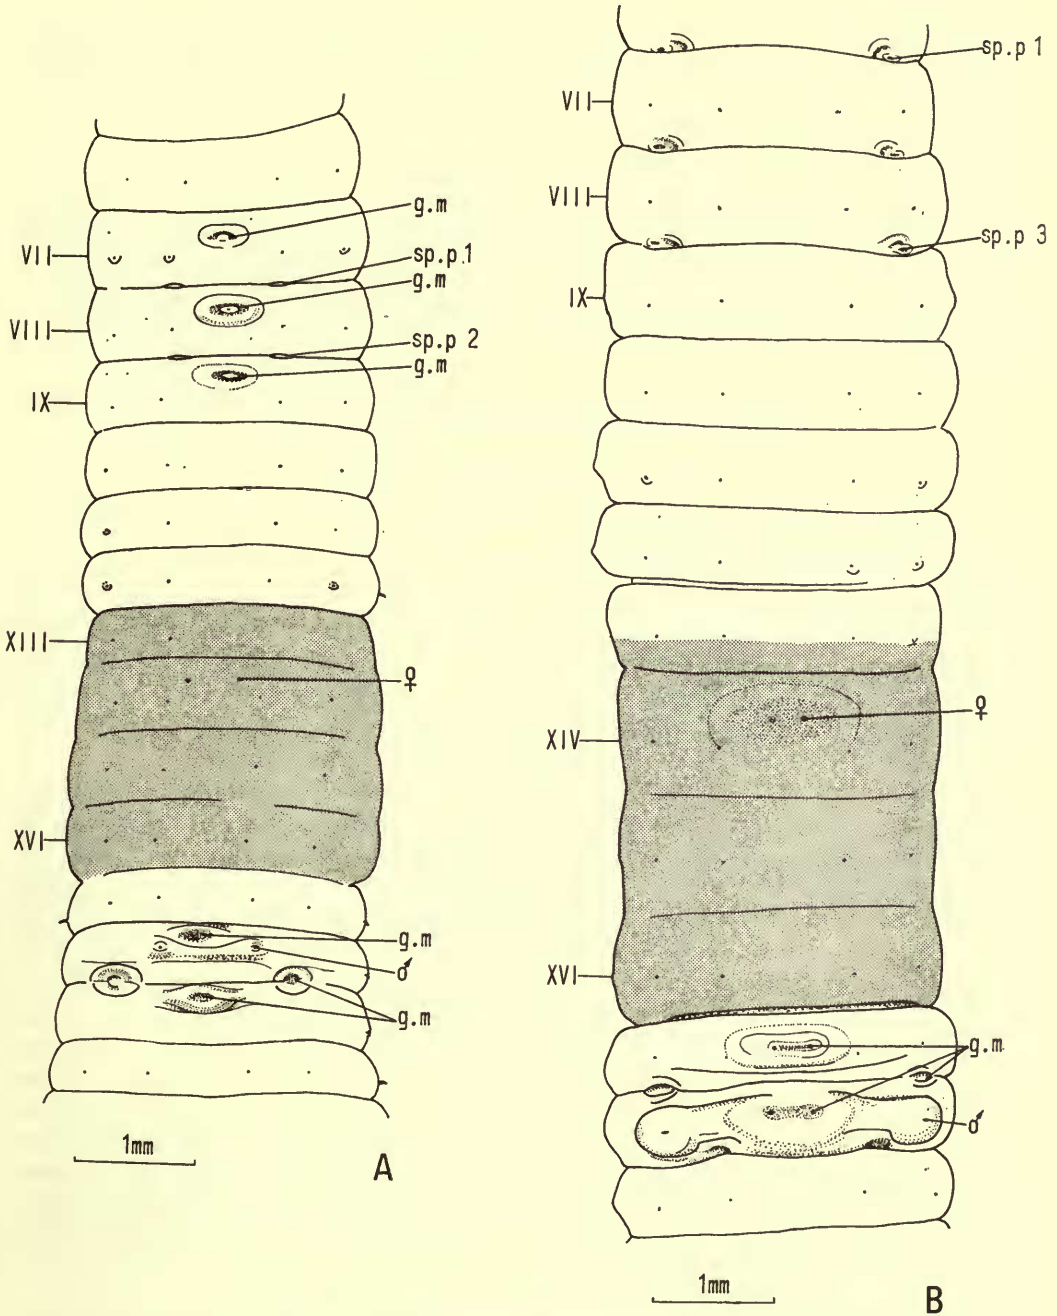 g.m
VII
sp.p 1
g.m
VIII
sp.p 2
g.m
IX
XIII
♀
XVI
g.m
♂
g.m
1mm
A
sp.p 1
VII
VIII
sp.p 3
IX
♀
XIV
XVI
g.m
♂
1mm
B